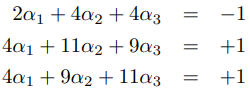 2α₁ + 4α₂ + 4α₃ = −1
4α₁ + 11α₂ + 9α₃ = +1
4α₁ + 9α₂ + 11α₃ = +1